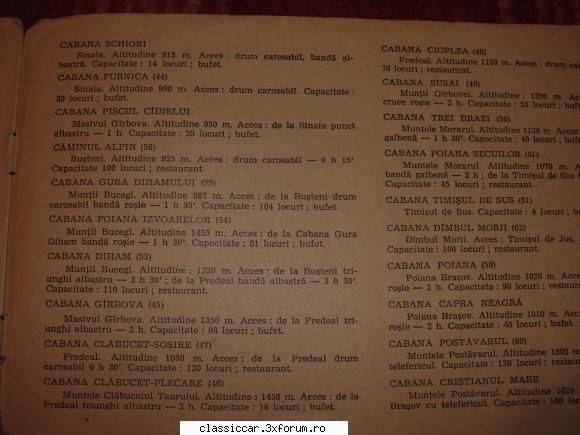 CABANA SCHIORI
Sinaia. Altitudine 915 m. Acces : drum carosabil, bandă al-
bastră. Capacitate : 14 locuri ; bufet.
CABANA FURNICA (44)
Sinaia. Altitudine 900 m. Acces : drum carosabil. Capacitate :
50 locuri ; bufet.
CABANA PISCUL CÎINELUI
Masivul Gîrbova. Altitudine 950 m. Acces : de la Sinaia punct
albastru — 1 h. Capacitate : 20 locuri ; bufet.
CĂMINUL ALPIN (56)
Bușteni. Altitudine 925 m. Acces : drum carosabil — 0 h 15'.
Capacitate 100 locuri ; restaurant.
CABANA GURA DIHAMULUI (55)
Munții Bucegi. Altitudine 987 m. Acces : de la Bușteni drum
carosabil bandă roșie — 1 h 30'. Capacitate : 104 locuri ; bufet.
CABANA POIANA IZVOARELOR (54)
Munții Bucegi. Altitudine 1455 m. Acces : de la Cabana Gura
Diham bandă roșie — 1 h 30'. Capacitate : 81 locuri ; bufet.
CABANA DIHAM (53)
Munții Bucegi. Altitudine : 1320 m. Acces : de la Bușteni tri-
unghi albastru — 3 h 30' ; de la Predeal bandă albastră — 3 h 30'.
Capacitate : 110 locuri ; restaurant.
CABANA GÎRBOVA (45)
Masivul Gîrbova. Altitudine 1350 m. Acces : de la Predeal tri-
unghi albastru — 2 h. Capacitate : 98 locuri ; bufet.
CABANA CLĂBUCET-SOSIRE (47)
Predeal. Altitudine 1050 m. Acces : de la Predeal drum
carosabil 0 h 30'. Capacitate : 120 locuri ; restaurant.
CABANA CLĂBUCET-PLECARE (46)
Muntele Clăbucetul Taurului. Altitudine : 1456 m. Acces : de la
Predeal triunghi albastru — 2 h. Capacitate : 18 locuri ; bufet.
CABANA CIOPLEA (48)
Predeal. Altitudine 1159 m. Acces : drum
70 locuri ; restaurant.
CABANA SUSAI (49)
Munții Gîrbovei. Altitudine : 1350 m.
cruce roșie — 2 h. Capacitate : 24 locuri ;
CABANA TREI BRAZI (50)
Muntele Morarul. Altitudine 1128 m.
galbenă — 1 h 30'. Capacitate : 40 locuri ;
CABANA POIANA SECUILOR (51)
Muntele Morarul. Altitudine 1070 m.
bandă galbenă — 2 h ; de la Timișul de Sus
Capacitate : 45 locuri ; restaurant.
CABANA TIMIȘUL DE SUS (61)
Timișul de Sus. Capacitate : 4 locuri ;
CABANA DÎMBUL MORII (62)
Dîmbul Morii. Acces : Timișul de Jos,
Capacitate : 100 locuri ; restaurant.
CABANA POIANA (59)
Poiana Brașov. Altitudine 1020 m.
roșie — 2 h. Capacitate : 90 locuri ;
CABANA CAPRA NEAGRĂ
Poiana Brașov. Altitudine 1010 m.
roșie — 2 h. Capacitate : 40 locuri ; bufet.
CABANA POSTĂVARUL (60)
Muntele Postăvarul. Altitudine 1602 m
telefericul. Capacitate : 130 locuri ;
CABANA CRISTIANUL MARE
Muntele Postăvarul. Altitudine
Brașov cu telefericul. Capacitate : 100
classiccar.3xforum.ro